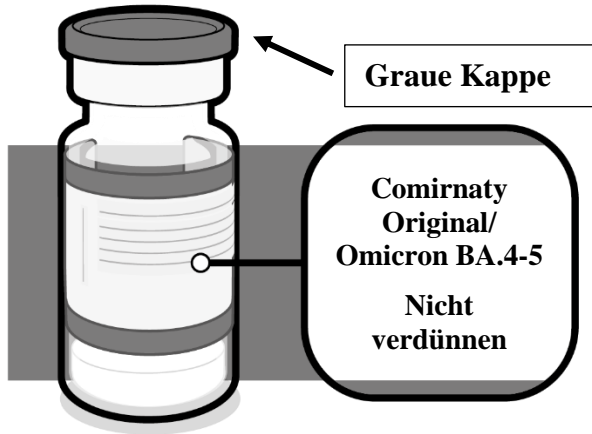 Graue Kappe
Comirnaty
Original/
Omicron BA.4-5
Nicht
verdünnen